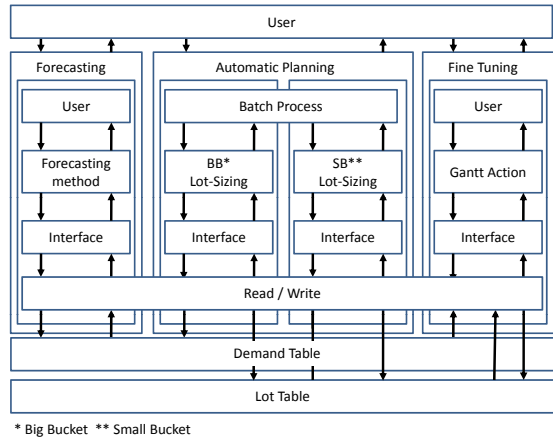 User
Forecasting
Automatic Planning
Fine Tuning
User
Batch Process
User
Forecasting
method
BB*
Lot-Sizing
SB**
Lot-Sizing
Gantt Action
Interface
Interface
Interface
Interface
Read / Write
Demand Table
Lot Table
* Big Bucket ** Small Bucket